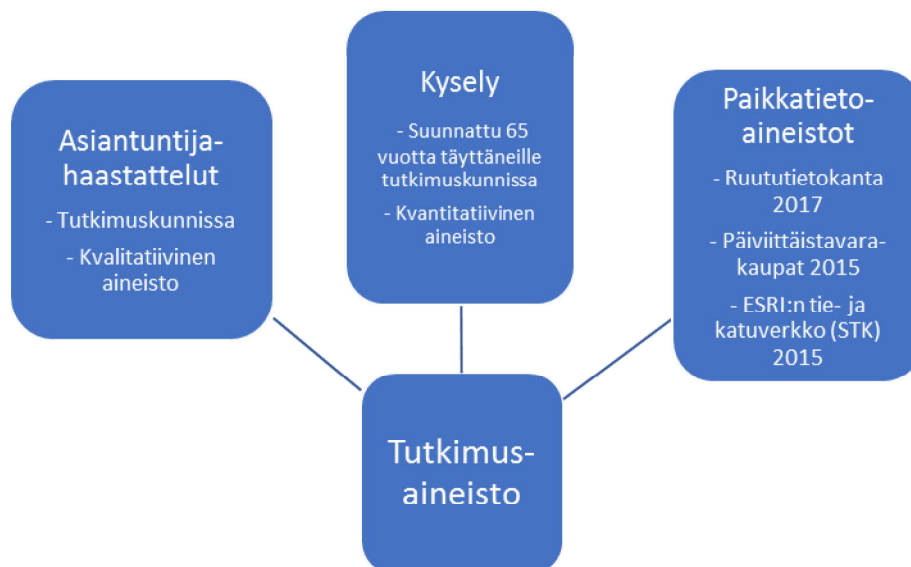 Asiantuntija-
haastattelut
- Tutkimuskunnissa
- Kvalitatiivinen
aineisto
Kysely
- Suunnattu 65
vuotta täyttäneille
tutkimuskunnissa
- Kvantitatiivinen
aineisto
Paikkatieto-
aineistot
- Ruututietokanta
2017
- Päivittäistavara-
kaupat 2015
- ESRI:n tie- ja
katuverkko (STK)
2015
Tutkimus-
aineisto